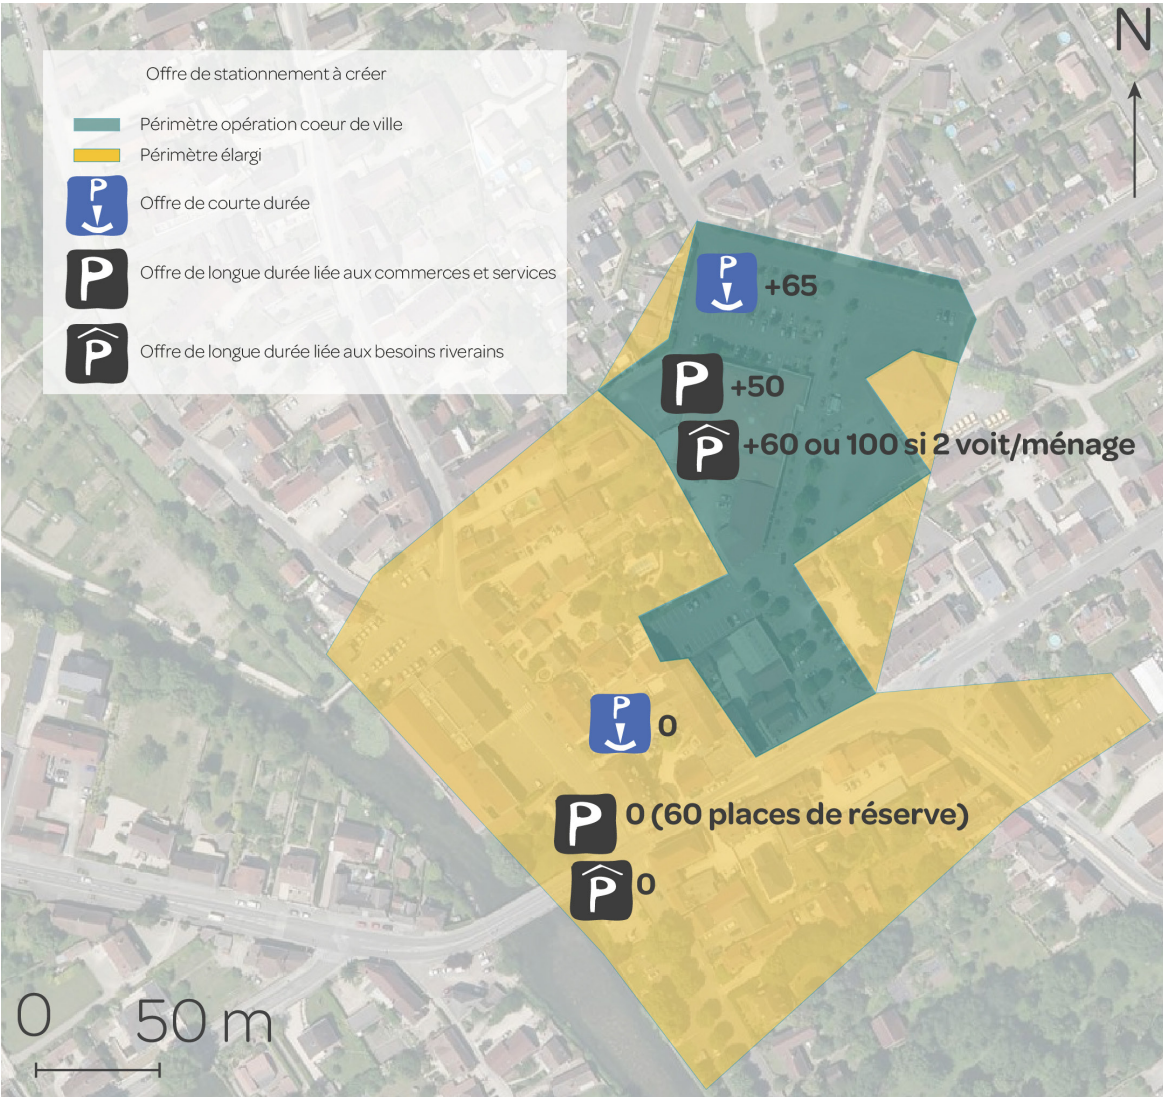 N
Offre de stationnement à créer
Périmètre opération coeur de ville
Périmètre élargi
P
Offre de courte durée
P
Offre de longue durée liée aux commerces et services
P
Offre de longue durée liée aux besoins riverains
P +65
P +50
P +60 ou 100 si 2 voit/ménage
P 0
P 0 (60 places de réserve)
P 0
0 50 m